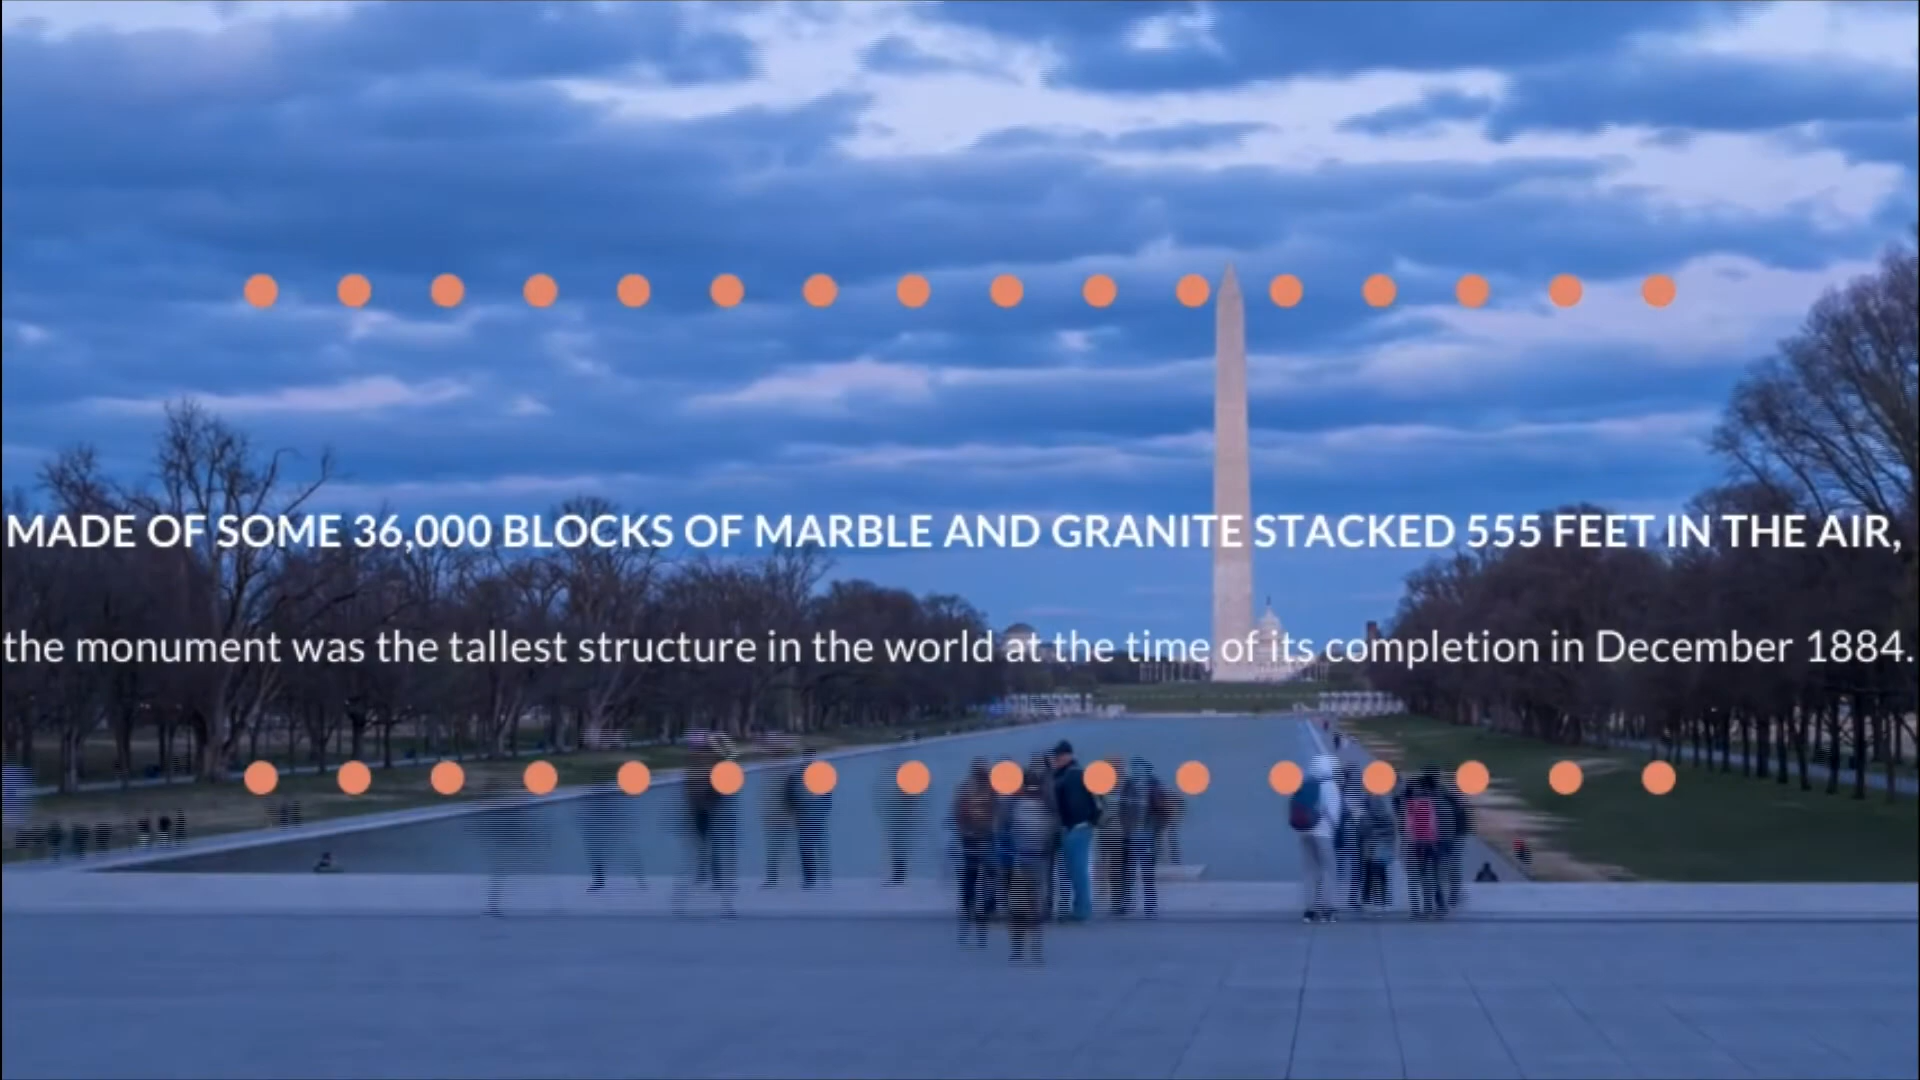 MADE OF SOME 36,000 BLOCKS OF MARBLE AND GRANITE STACKED 555 FEET IN THE AIR,
the monument was the tallest structure in the world at the time of its completion in December 1884.